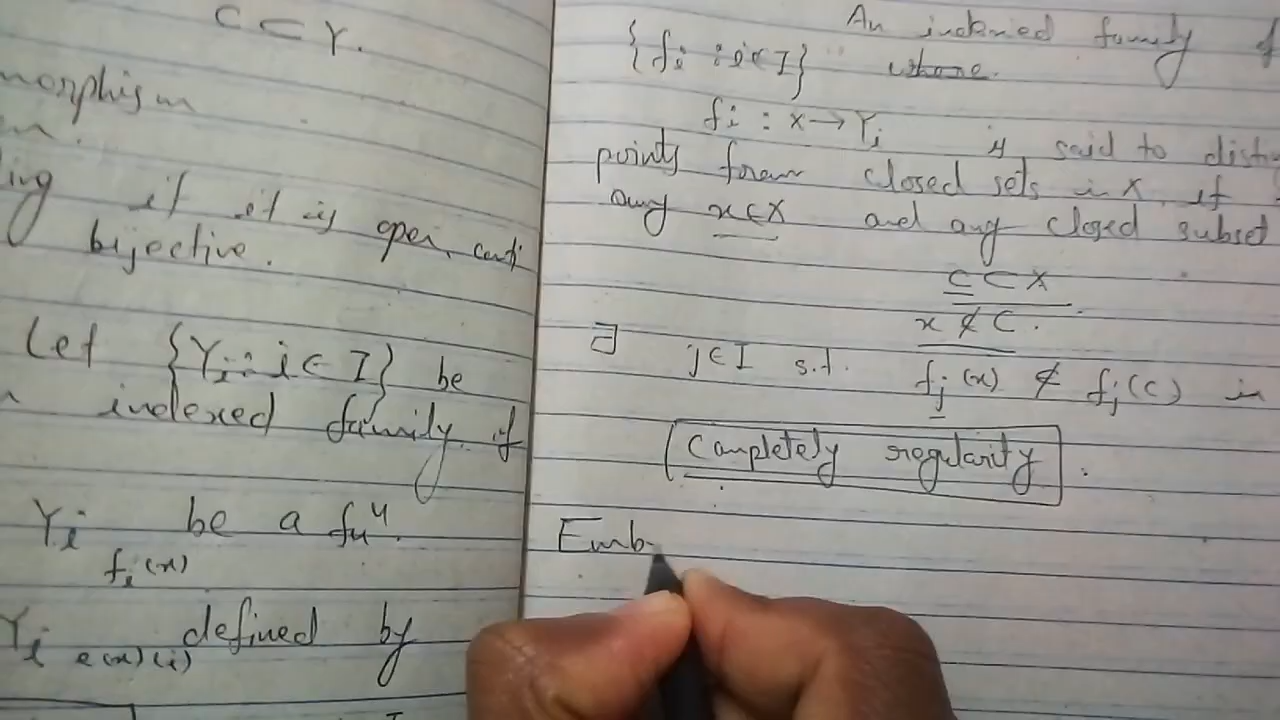 C ⊂ Y.
morphism
ing if it is open, conti
bijective.
Let {Yi : i ∈ I} be
indexed family of
Yi be a fu^n.
fi(x)
Yi defined by
e(x)(i)
An indexed family of
{fi : i ∈ I} where
fi : X → Yi is said to disti
points from closed sets in X if
any x ∈ X and any closed subset
C ⊂ X
x ∉ C.
∃ j ∈ I s.t. fj(x) ∉ fj(C) in
Completely regularity.
Emb